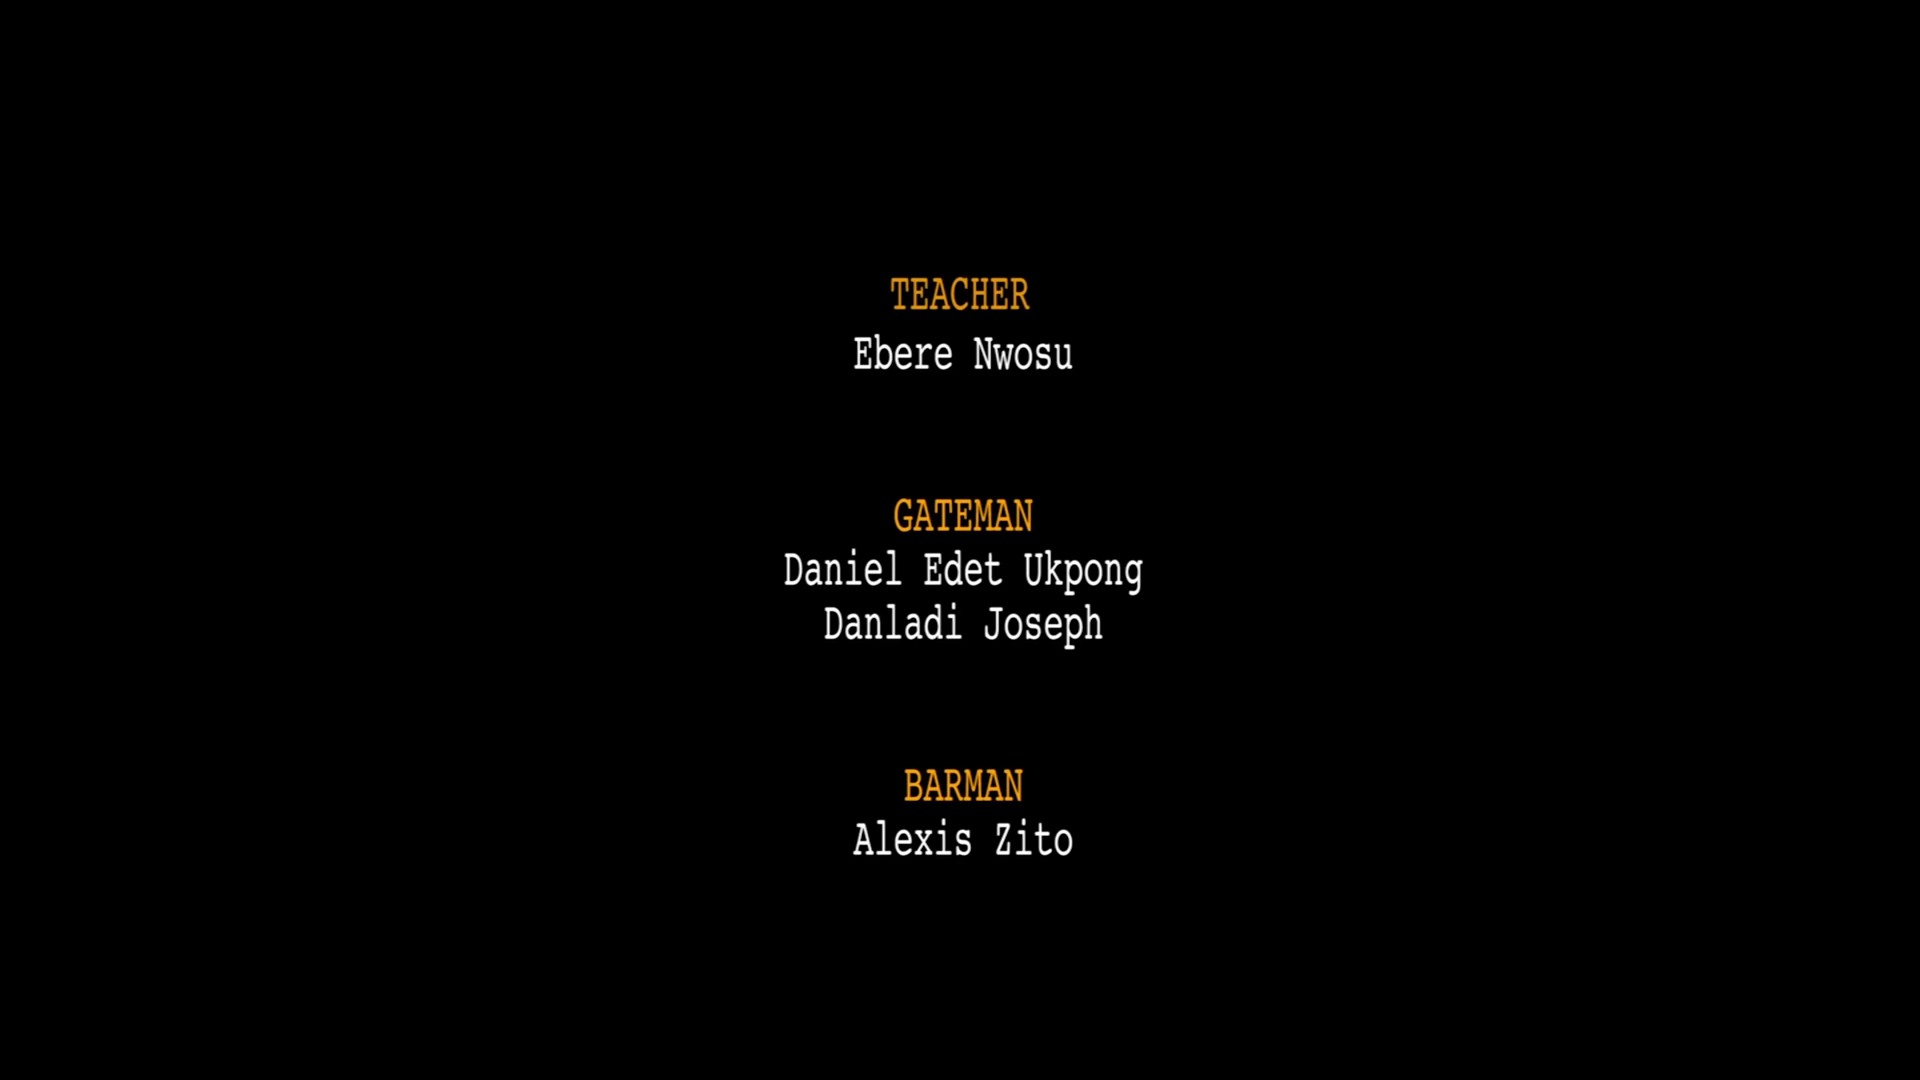 TEACHER
Ebere Nwosu
GATEMAN
Daniel Edet Ukpong
Danladi Joseph
BARMAN
Alexis Zito